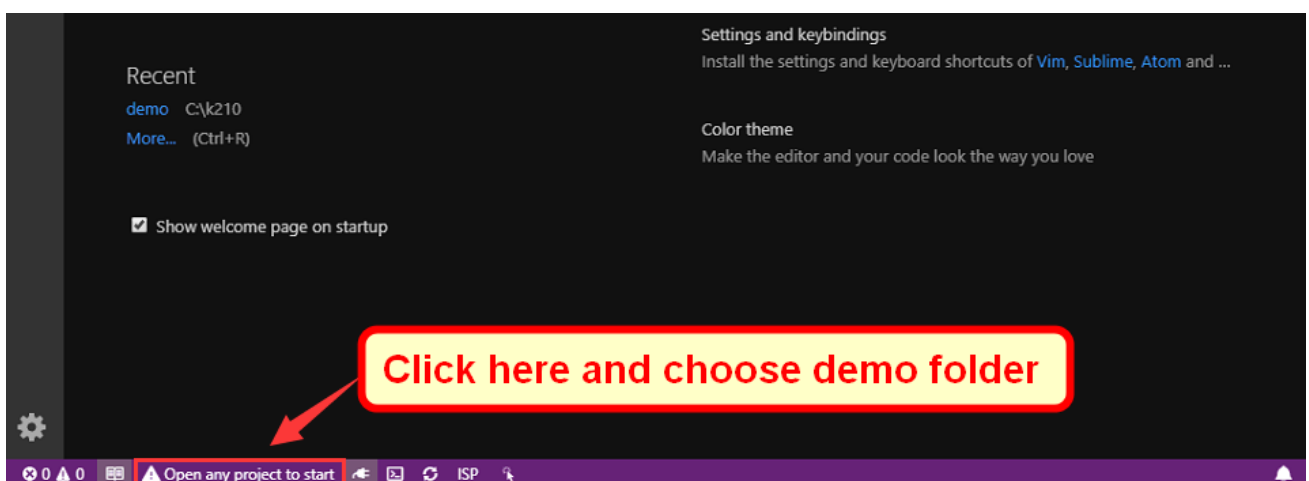 Settings and keybindings
Install the settings and keyboard shortcuts of Vim, Sublime, Atom and ...
Recent
demo C:\k210
More... (Ctrl+R)
Color theme
Make the editor and your code look the way you love
Show welcome page on startup
Click here and choose demo folder
0 0 Open any project to start ISP